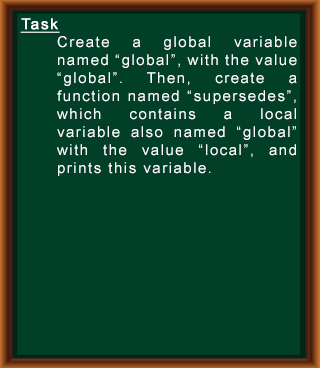 Task
Create a global variable
named “global”, with the value
“global”. Then, create a
function named “supersedes”,
which contains a local
variable also named “global”
with the value “local”, and
prints this variable.